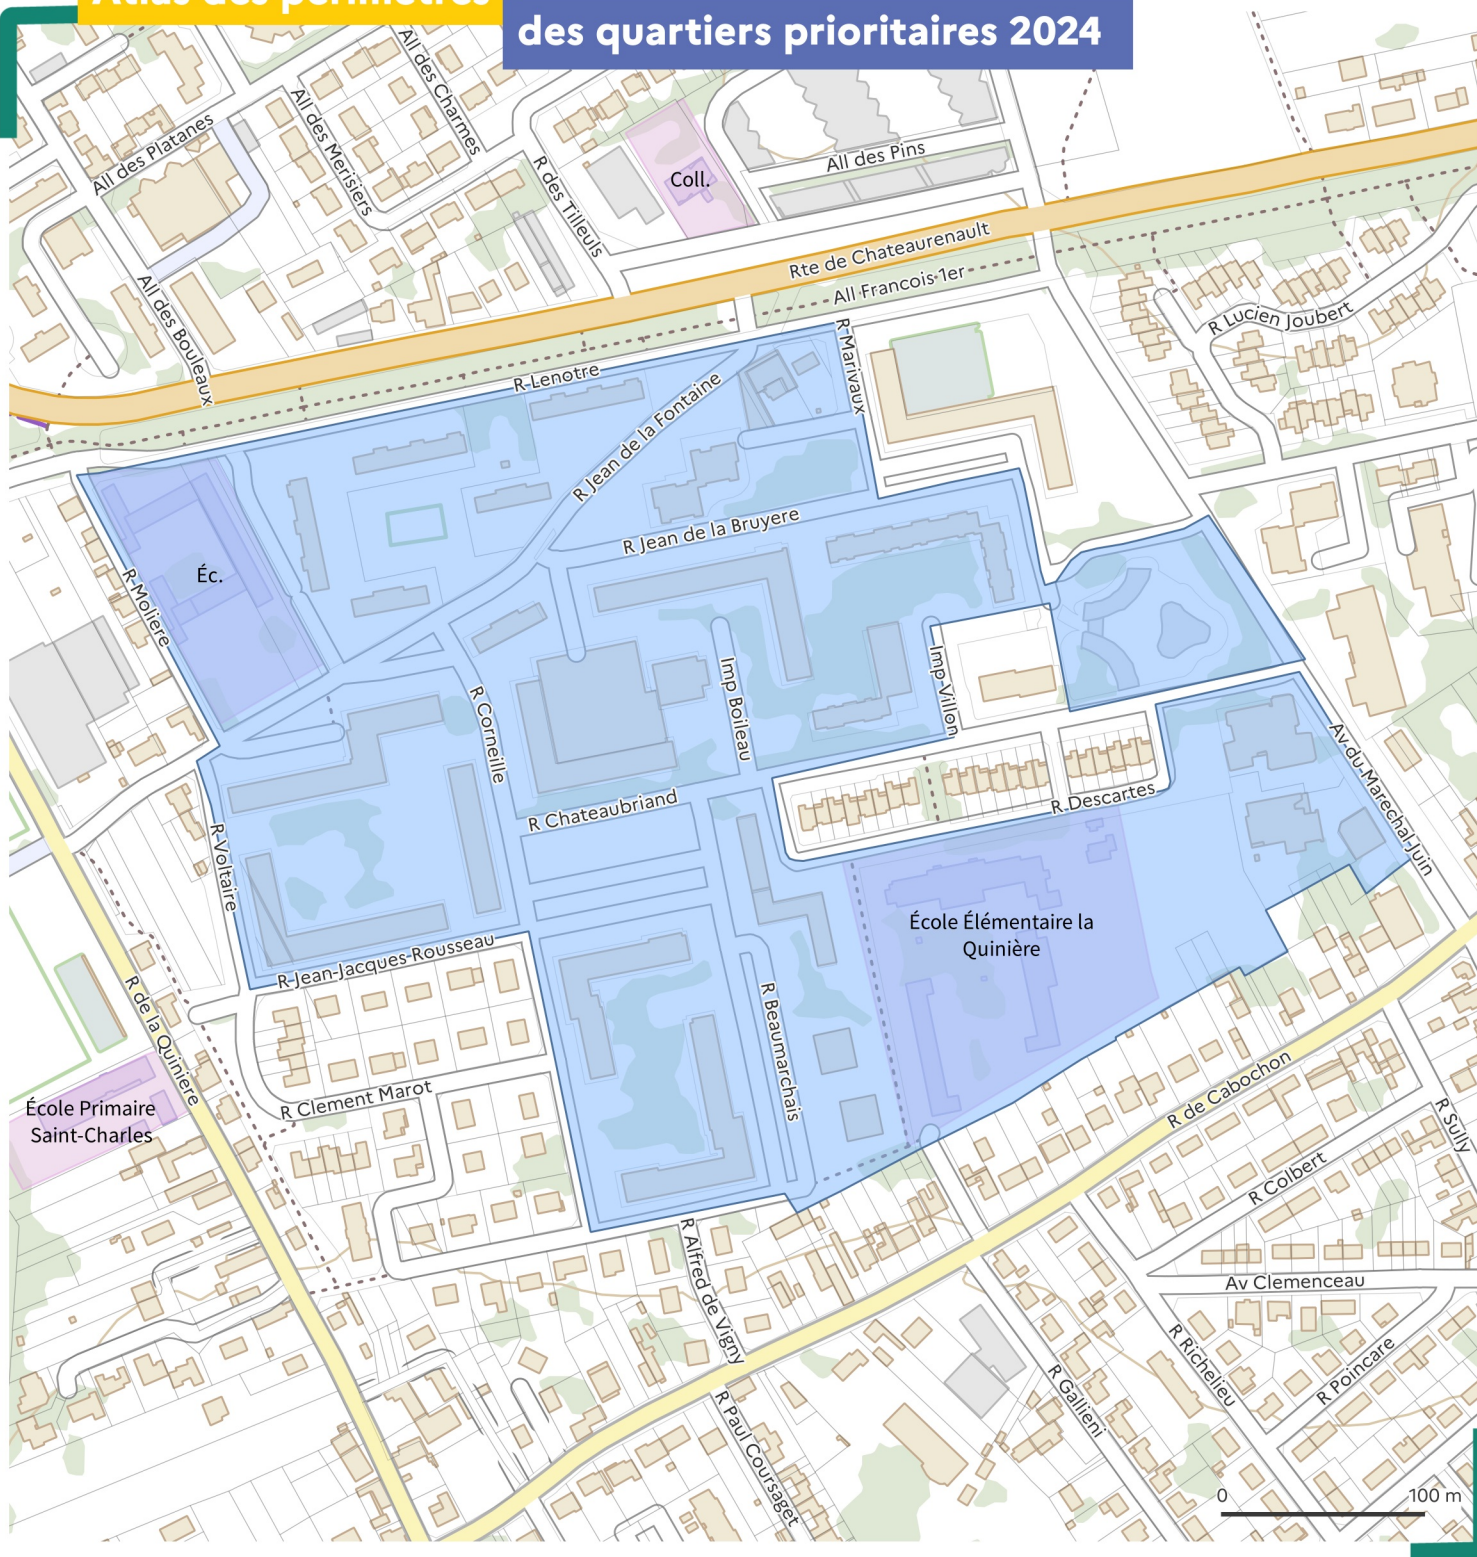 Atlas des périmètres
des quartiers prioritaires 2024
All des Charmes
All des Merisiers
All des Platanes
R des Tilleuls
Coll.
All des Pins
Rte de Chateaurenault
All Francois 1er
All des Bouleaux
R Lucien Joubert
R Marivaux
R Lenotre
R Jean de la Fontaine
R Jean de la Bruyere
Éc.
R Moliere
Imp Boileau
Imp Villon
R Corneille
R Chateaubriand
R Descartes
Av du Marechal Juin
R Voltaire
École Élémentaire la
Quinière
R Jean-Jacques Rousseau
R de la Quiniere
R Beaumarchais
R Clement Marot
École Primaire
Saint-Charles
R de Cabochon
R Sully
R Colbert
R Alfred de Vigny
Av Clemenceau
R Richelieu
R Poincare
R Gallieni
R Paul Coursaget
0 100 m